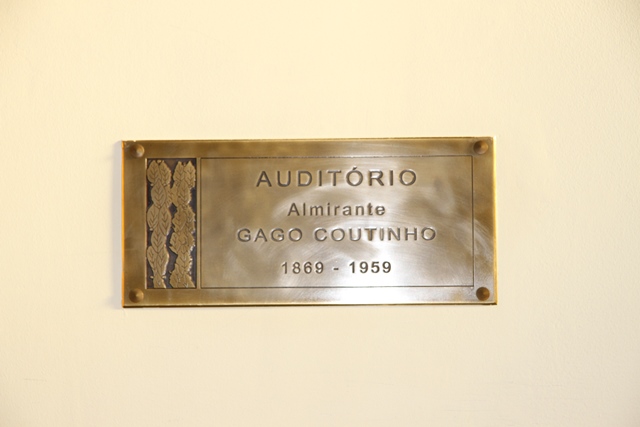 AUDITÓRIO
Almirante
GAGO COUTINHO
1869 - 1959